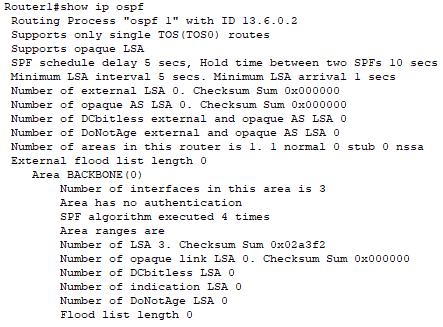 Router1#show ip ospf
Routing Process "ospf 1" with ID 13.6.0.2
Supports only single TOS(TOS0) routes
Supports opaque LSA
SPF schedule delay 5 secs, Hold time between two SPFs 10 secs
Minimum LSA interval 5 secs. Minimum LSA arrival 1 secs
Number of external LSA 0. Checksum Sum 0x000000
Number of opaque AS LSA 0. Checksum Sum 0x000000
Number of DCbitless external and opaque AS LSA 0
Number of DoNotAge external and opaque AS LSA 0
Number of areas in this router is 1. 1 normal 0 stub 0 nssa
External flood list length 0
Area BACKBONE(0)
Number of interfaces in this area is 3
Area has no authentication
SPF algorithm executed 4 times
Area ranges are
Number of LSA 3. Checksum Sum 0x02a3f2
Number of opaque link LSA 0. Checksum Sum 0x000000
Number of DCbitless LSA 0
Number of indication LSA 0
Number of DoNotAge LSA 0
Flood list length 0